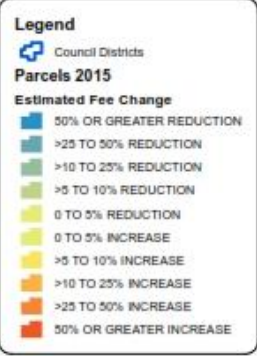 Legend
Council Districts
Parcels 2015
Estimated Fee Change
50% OR GREATER REDUCTION
>25 TO 50% REDUCTION
>10 TO 25% REDUCTION
>5 TO 10% REDUCTION
0 TO 5% REDUCTION
0 TO 5% INCREASE
>5 TO 10% INCREASE
>10 TO 25% INCREASE
>25 TO 50% INCREASE
50% OR GREATER INCREASE